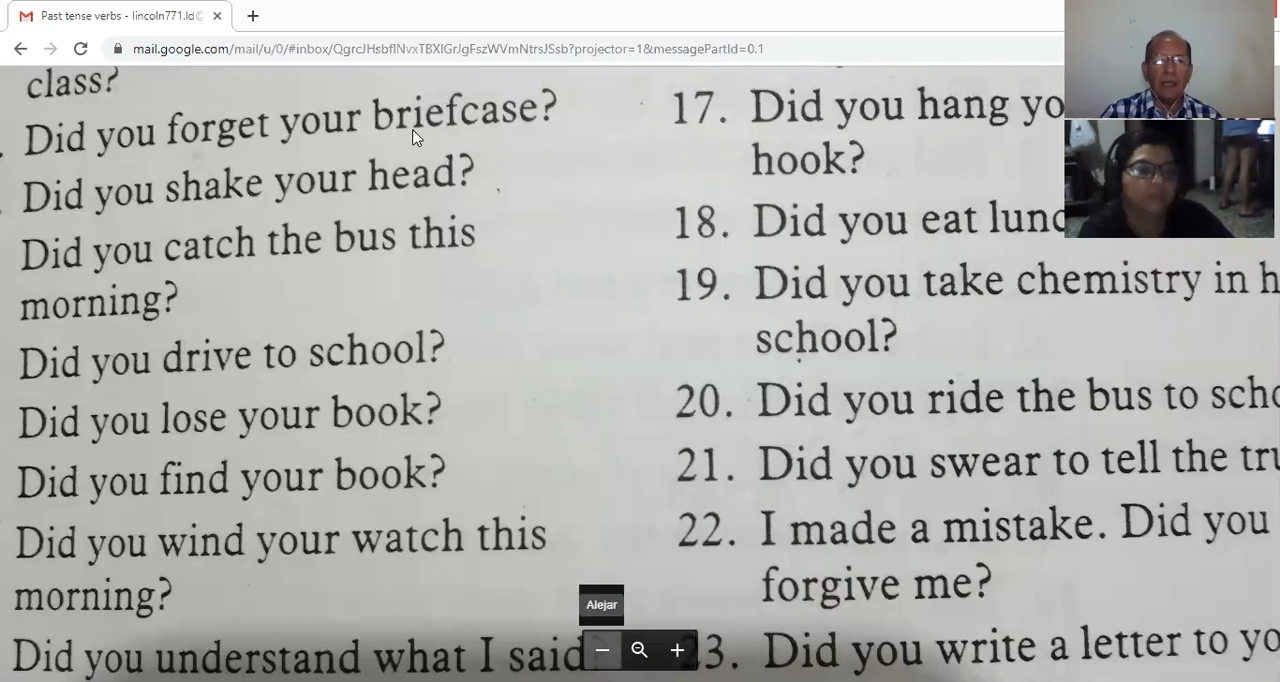 Past tense verbs - lincoln771.ld
mail.google.com/mail/u/0/#inbox/QgrcJHsbflNvxTBXlGrJgFszWVmNtrsJSsb?projector=1&messagePartId=0.1
class?
Did you forget your briefcase?
Did you shake your head?
Did you catch the bus this
morning?
Did you drive to school?
Did you lose your book?
Did you find your book?
Did you wind your watch this
morning?
Did you understand what I said?
17. Did you hang yo
hook?
18. Did you eat lunc
19. Did you take chemistry in h
school?
20. Did you ride the bus to scho
21. Did you swear to tell the tru
22. I made a mistake. Did you
forgive me?
23. Did you write a letter to yo
Alejar